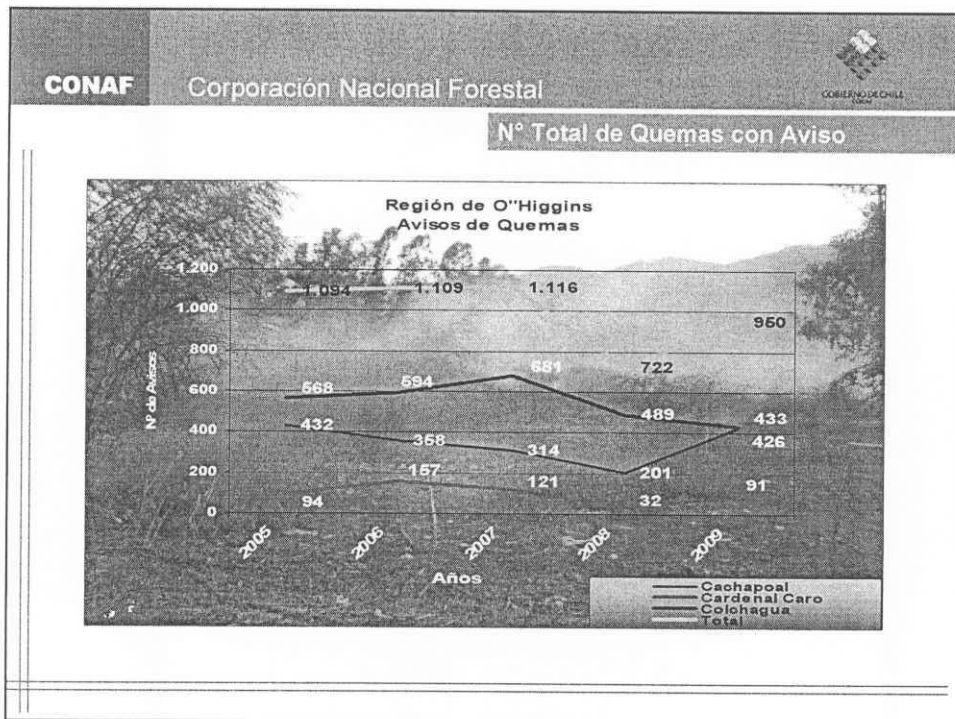 CONAF
Corporación Nacional Forestal
GOBIERNO DE CHILE
N° Total de Quemas con Aviso
Región de O"Higgins
Avisos de Quemas
1.200
1.000
800
600
400
200
0
N° de Avisos
1.094 1.109 1.116 950
568 594 681 722 489 433
432 358 314 201 426
94 157 121 32 91
2005 2006 2007 2008 2009
Años
Cachapoal
Cardenal Caro
Colchagua
Total